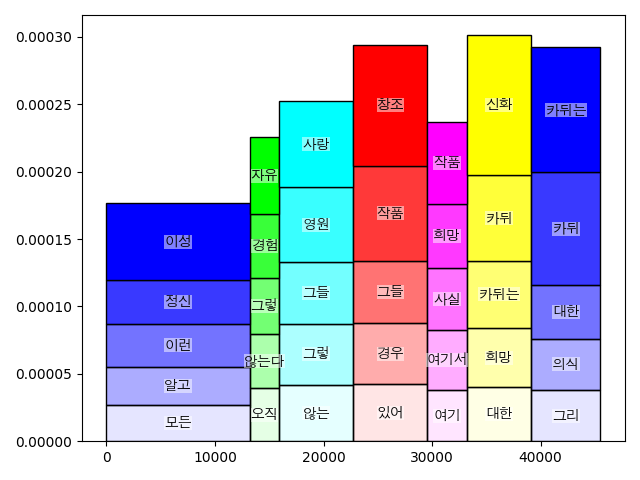 0.00030
0.00025
0.00020
0.00015
0.00010
0.00005
0.00000
이성
정신
이런
알고
모든
자유
경험
그렇
않는다
오직
사랑
영원
그들
그렇
않는
창조
작품
그들
경우
있어
작품
희망
사실
여기서
여기
신화
카뒤
카뒤는
희망
대한
카뒤는
카뒤
대한
의식
그리
0 10000 20000 30000 40000